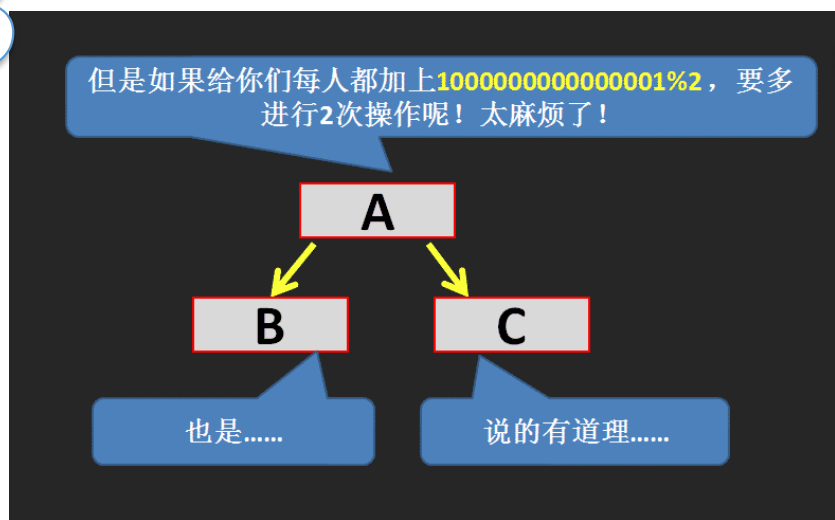 但是如果给你们每人都加上1000000000000001%2，要多
进行2次操作呢！太麻烦了！
A
B
C
也是……
说的有道理……